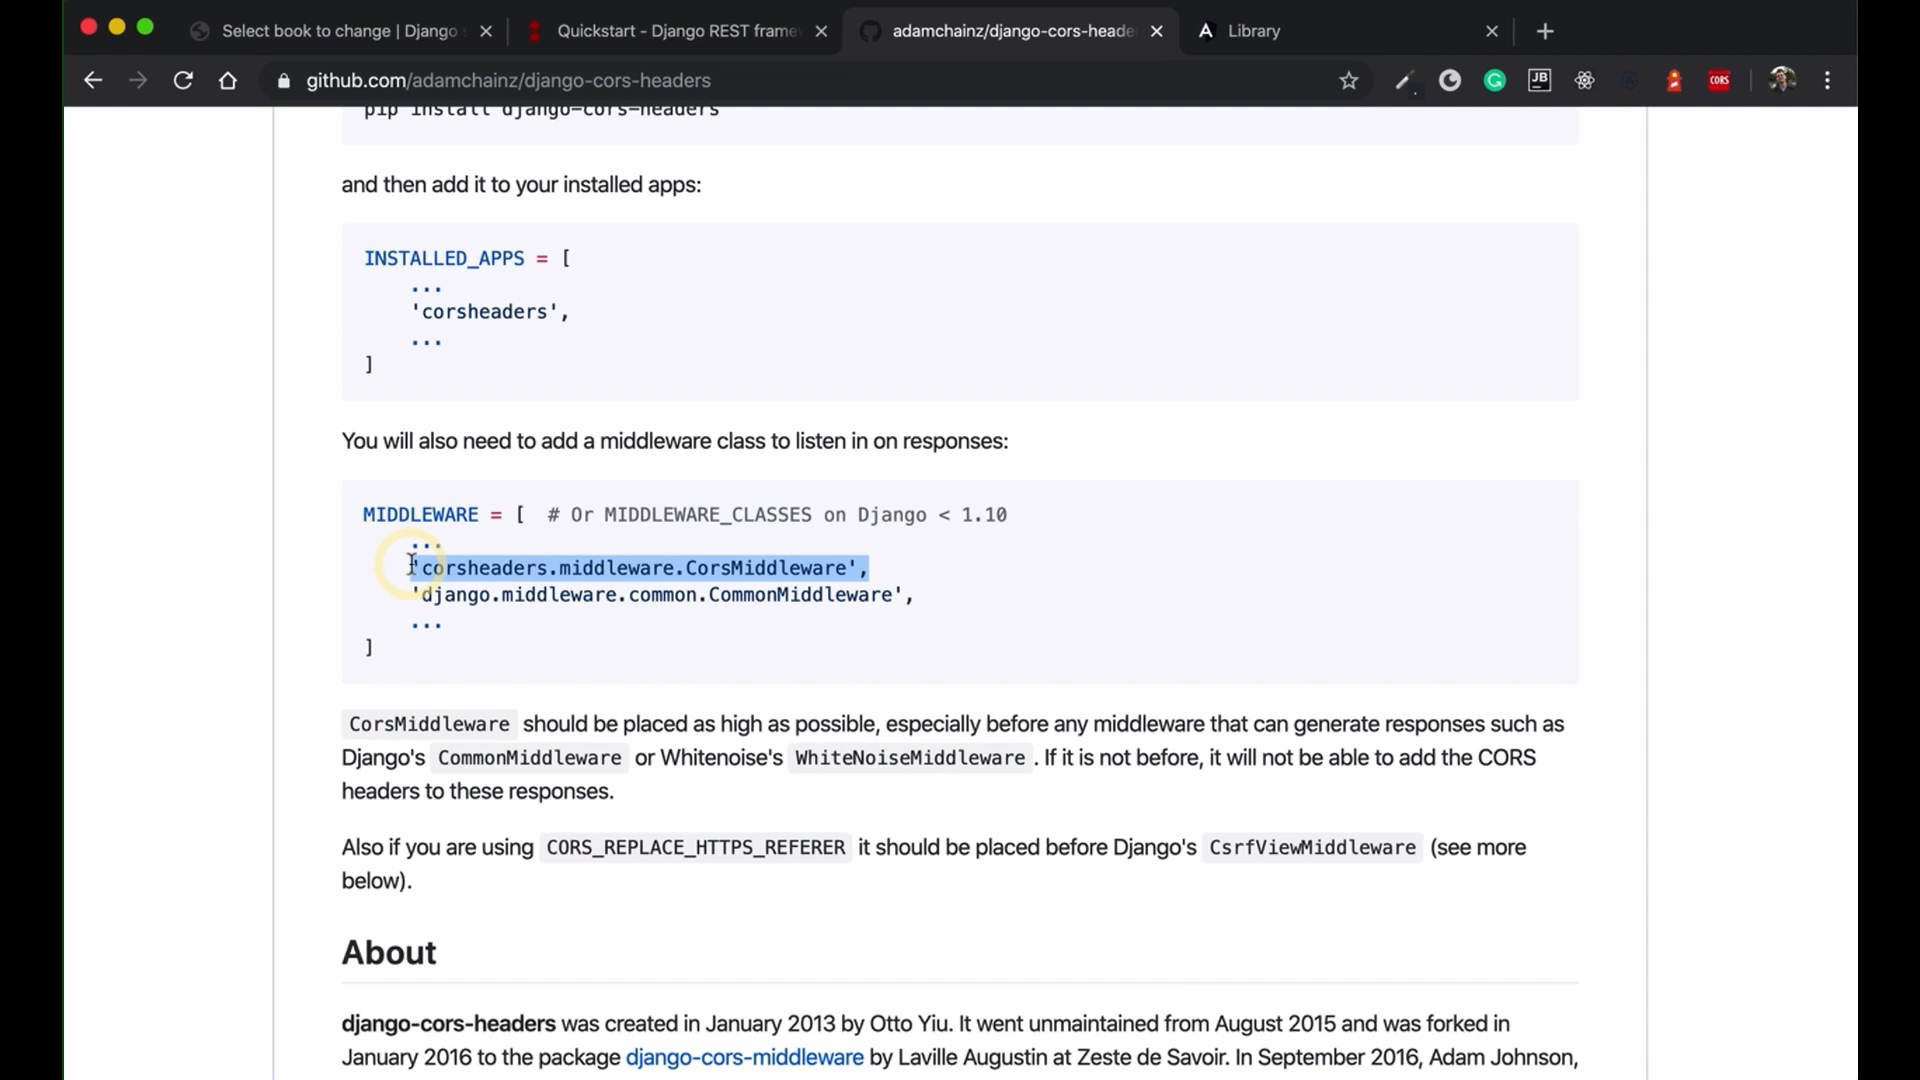 Select book to change | Django s
Quickstart - Django REST framew
adamchainz/django-cors-heade
Library
github.com/adamchainz/django-cors-headers
JB
CORS
pip install django-cors-headers
and then add it to your installed apps:
INSTALLED_APPS = [
...
'corsheaders',
...
]
You will also need to add a middleware class to listen in on responses:
MIDDLEWARE = [  # Or MIDDLEWARE_CLASSES on Django < 1.10
...
'corsheaders.middleware.CorsMiddleware',
'django.middleware.common.CommonMiddleware',
...
]
CorsMiddleware should be placed as high as possible, especially before any middleware that can generate responses such as
Django's CommonMiddleware or Whitenoise's WhiteNoiseMiddleware . If it is not before, it will not be able to add the CORS
headers to these responses.
Also if you are using CORS_REPLACE_HTTPS_REFERER it should be placed before Django's CsrfViewMiddleware (see more
below).
About
django-cors-headers was created in January 2013 by Otto Yiu. It went unmaintained from August 2015 and was forked in
January 2016 to the package django-cors-middleware by Laville Augustin at Zeste de Savoir. In September 2016, Adam Johnson,